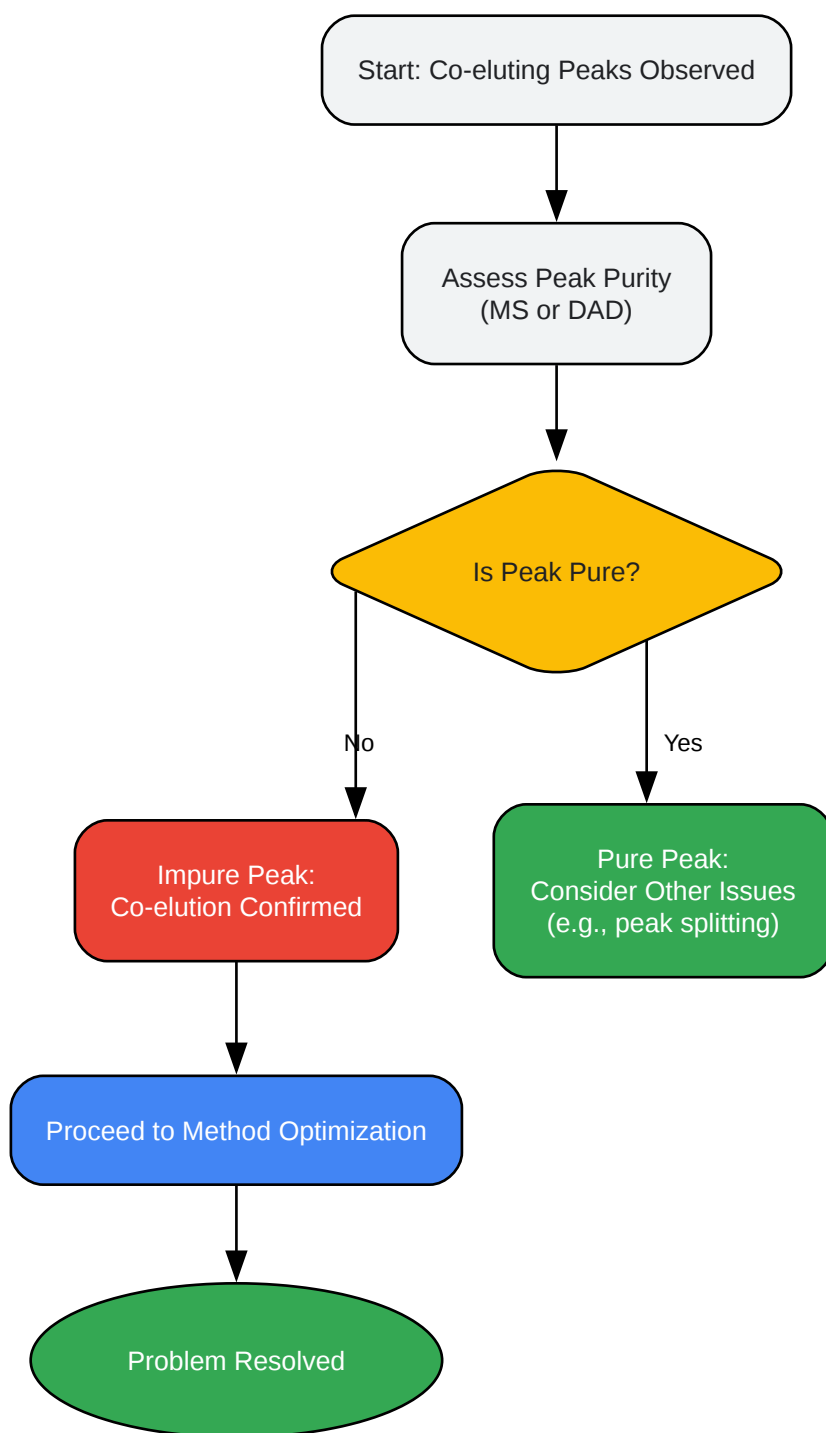 Start: Co-eluting Peaks Observed
Assess Peak Purity
(MS or DAD)
Is Peak Pure?
No
Yes
Impure Peak:
Co-elution Confirmed
Pure Peak:
Consider Other Issues
(e.g., peak splitting)
Proceed to Method Optimization
Problem Resolved